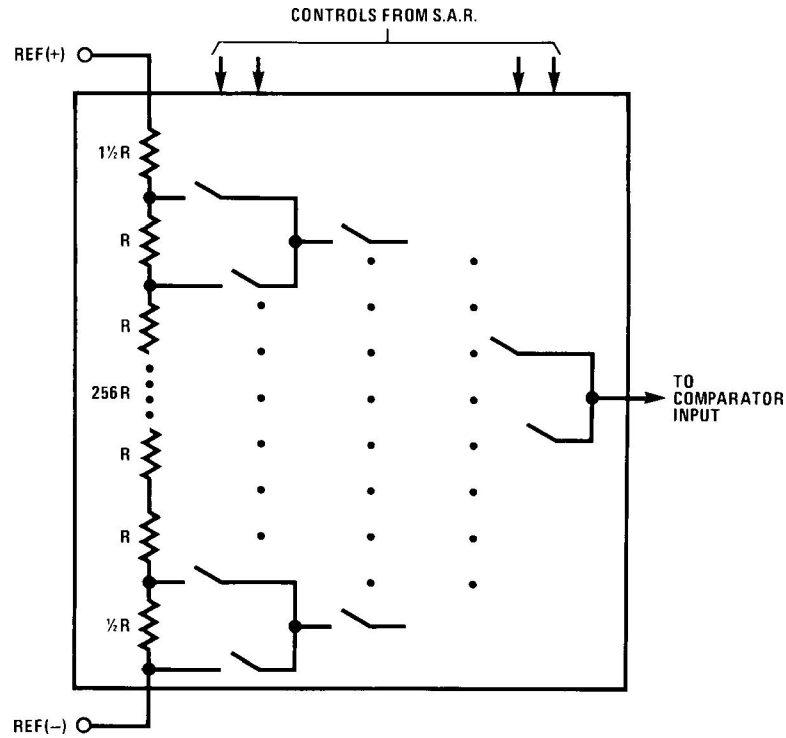 CONTROLS FROM S.A.R.
REF(+)
1½R
R
R
256R
R
R
½R
REF(−)
TO
COMPARATOR
INPUT